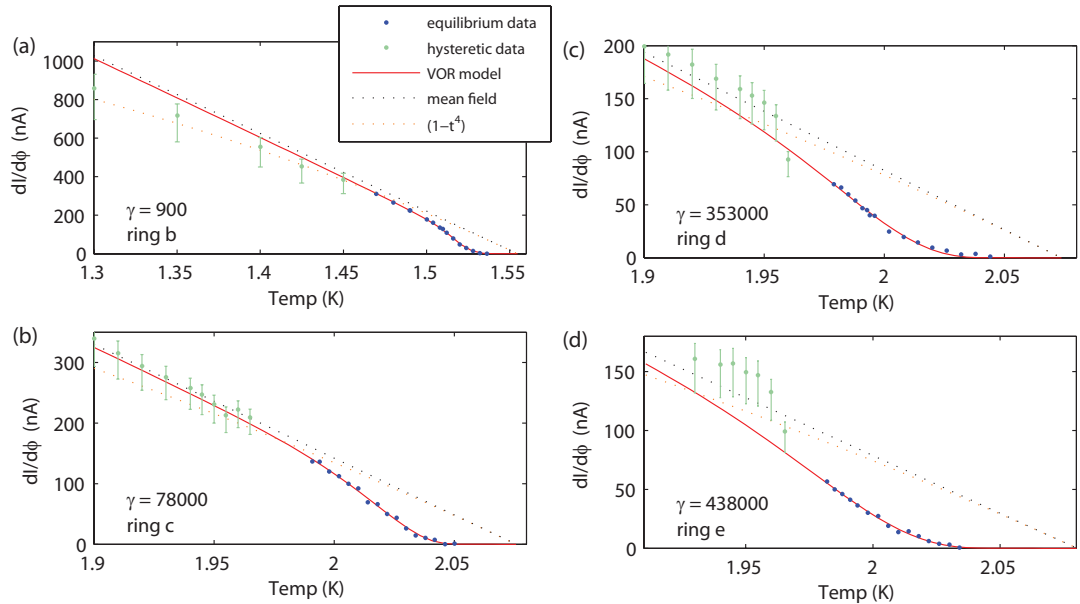 equilibrium data
hysteretic data
VOR model
mean field
(1−t⁴)
(a)
dI/dϕ (nA)
1000
800
600
400
200
0
γ = 900
ring b
1.3 1.35 1.4 1.45 1.5 1.55
Temp (K)
(c)
dI/dϕ (nA)
200
150
100
50
0
γ = 353000
ring d
1.9 1.95 2 2.05
Temp (K)
(b)
dI/dϕ (nA)
300
200
100
0
γ = 78000
ring c
1.9 1.95 2 2.05
Temp (K)
(d)
dI/dϕ (nA)
150
100
50
0
γ = 438000
ring e
1.95 2 2.05
Temp (K)